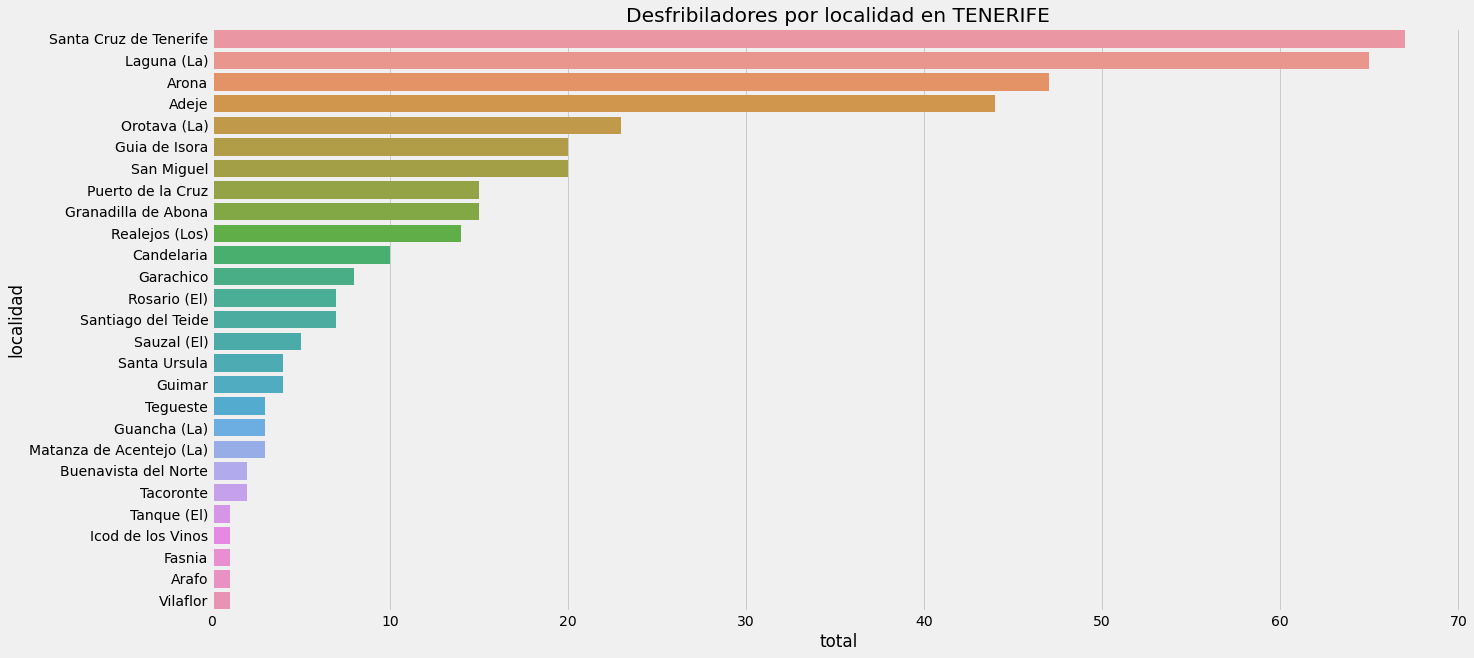 Desfribiladores por localidad en TENERIFE
localidad
Santa Cruz de Tenerife
Laguna (La)
Arona
Adeje
Orotava (La)
Guia de Isora
San Miguel
Puerto de la Cruz
Granadilla de Abona
Realejos (Los)
Candelaria
Garachico
Rosario (El)
Santiago del Teide
Sauzal (El)
Santa Ursula
Guimar
Tegueste
Guancha (La)
Matanza de Acentejo (La)
Buenavista del Norte
Tacoronte
Tanque (El)
Icod de los Vinos
Fasnia
Arafo
Vilaflor
0 10 20 30 40 50 60 70
total